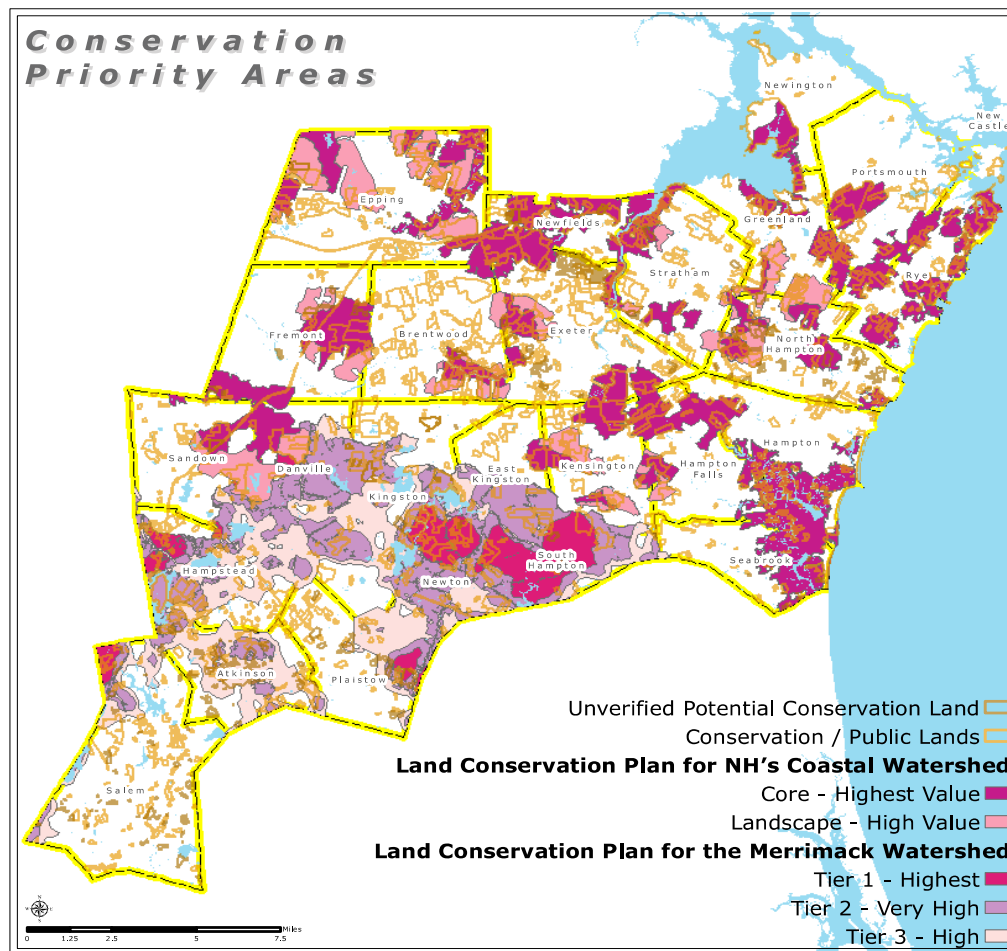 Conservation
Priority Areas
Newington
New
Castle
Portsmouth
Epping
Newfields
Greenland
Stratham
Rye
Fremont
Brentwood
Exeter
North
Hampton
Sandown
Danville
Kingston
East
Kingston
Kensington
Hampton
Falls
Hampton
Hampstead
Newton
South
Hampton
Seabrook
Atkinson
Plaistow
Salem
Unverified Potential Conservation Land
Conservation / Public Lands
Land Conservation Plan for NH's Coastal Watershed
Core - Highest Value
Landscape - High Value
Land Conservation Plan for the Merrimack Watershed
Tier 1 - Highest
Tier 2 - Very High
Tier 3 - High
N
W E
S
0 1.25 2.5 5 7.5
Miles